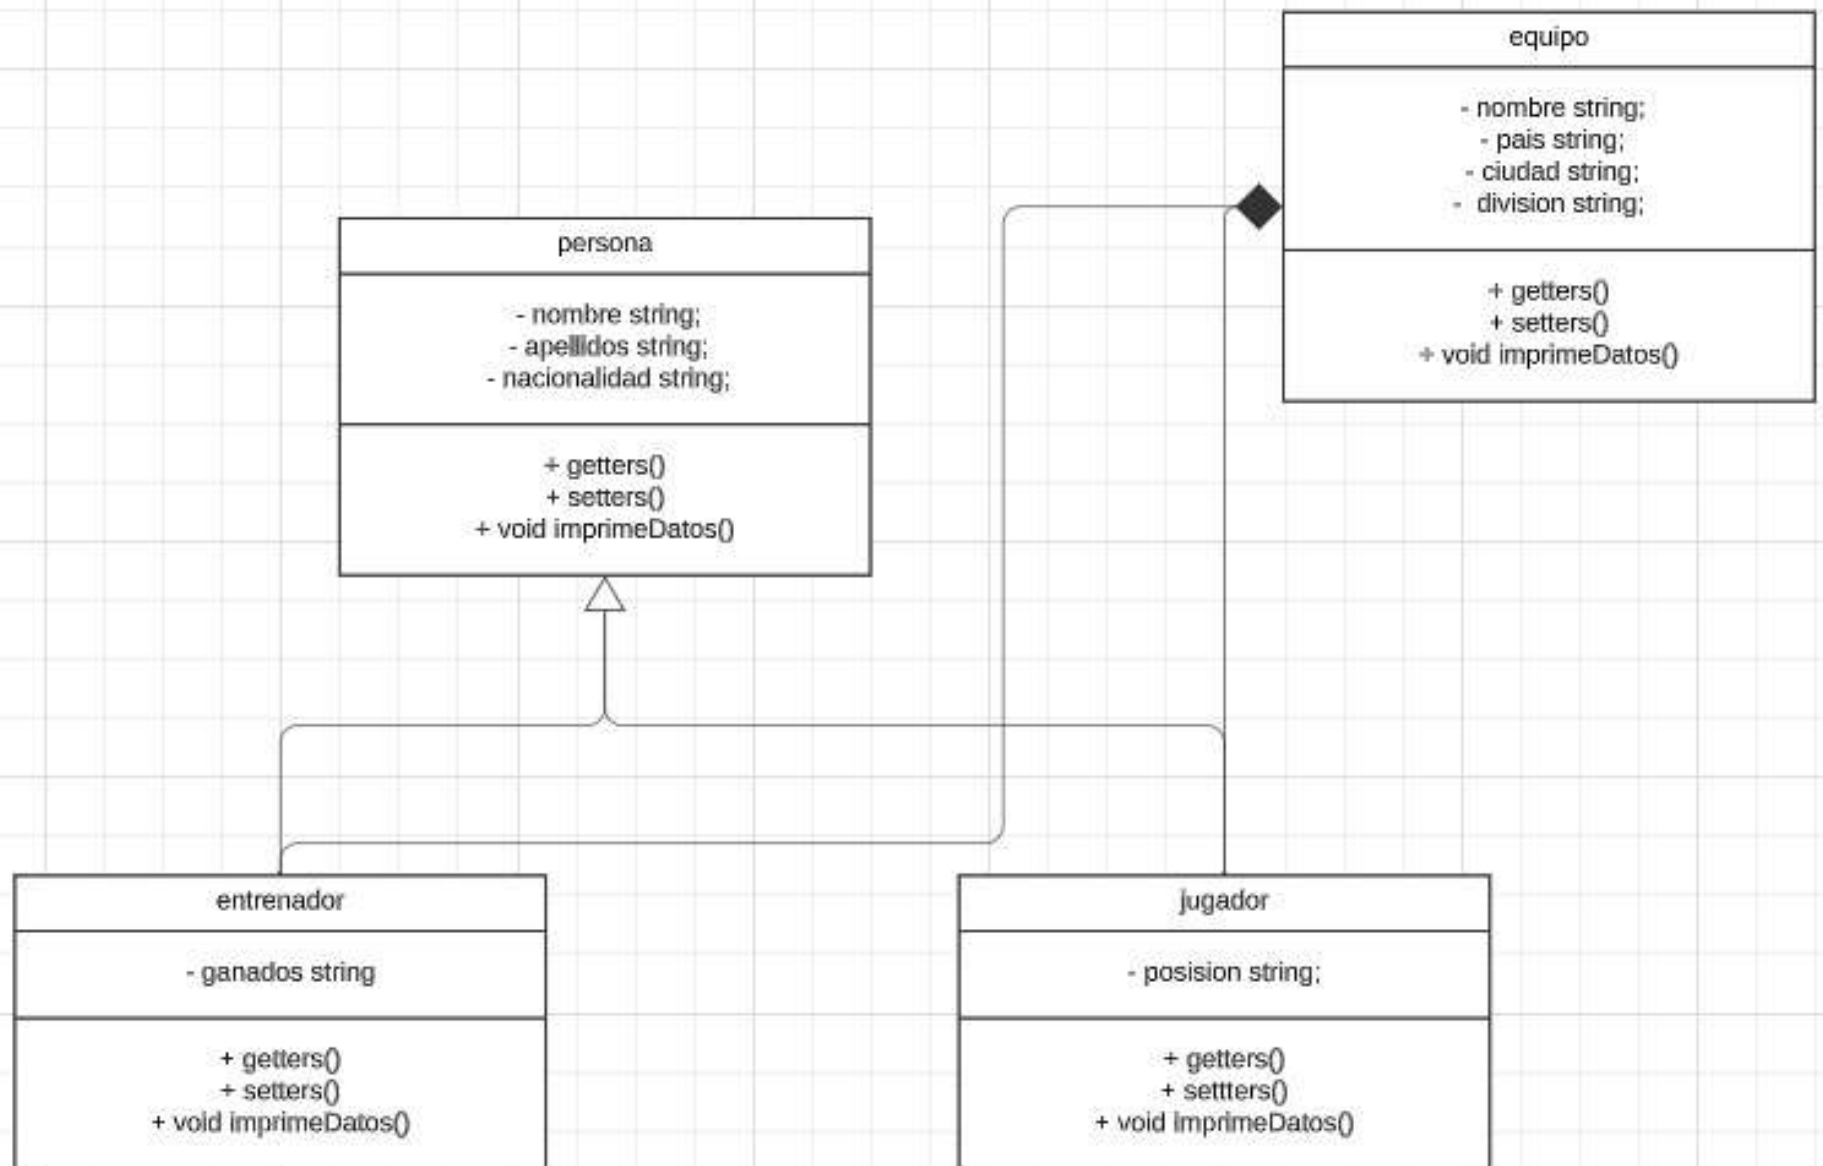 equipo
- nombre string;
- pais string;
- ciudad string;
- division string;
+ getters()
+ setters()
+ void imprimeDatos()
persona
- nombre string;
- apellidos string;
- nacionalidad string;
+ getters()
+ setters()
+ void imprimeDatos()
entrenador
- ganados string
+ getters()
+ setters()
+ void imprimeDatos()
jugador
- posision string;
+ getters()
+ settters()
+ void imprimeDatos()